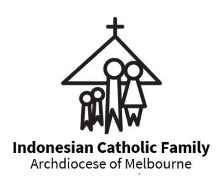 Indonesian Catholic Family
Archdiocese of Melbourne